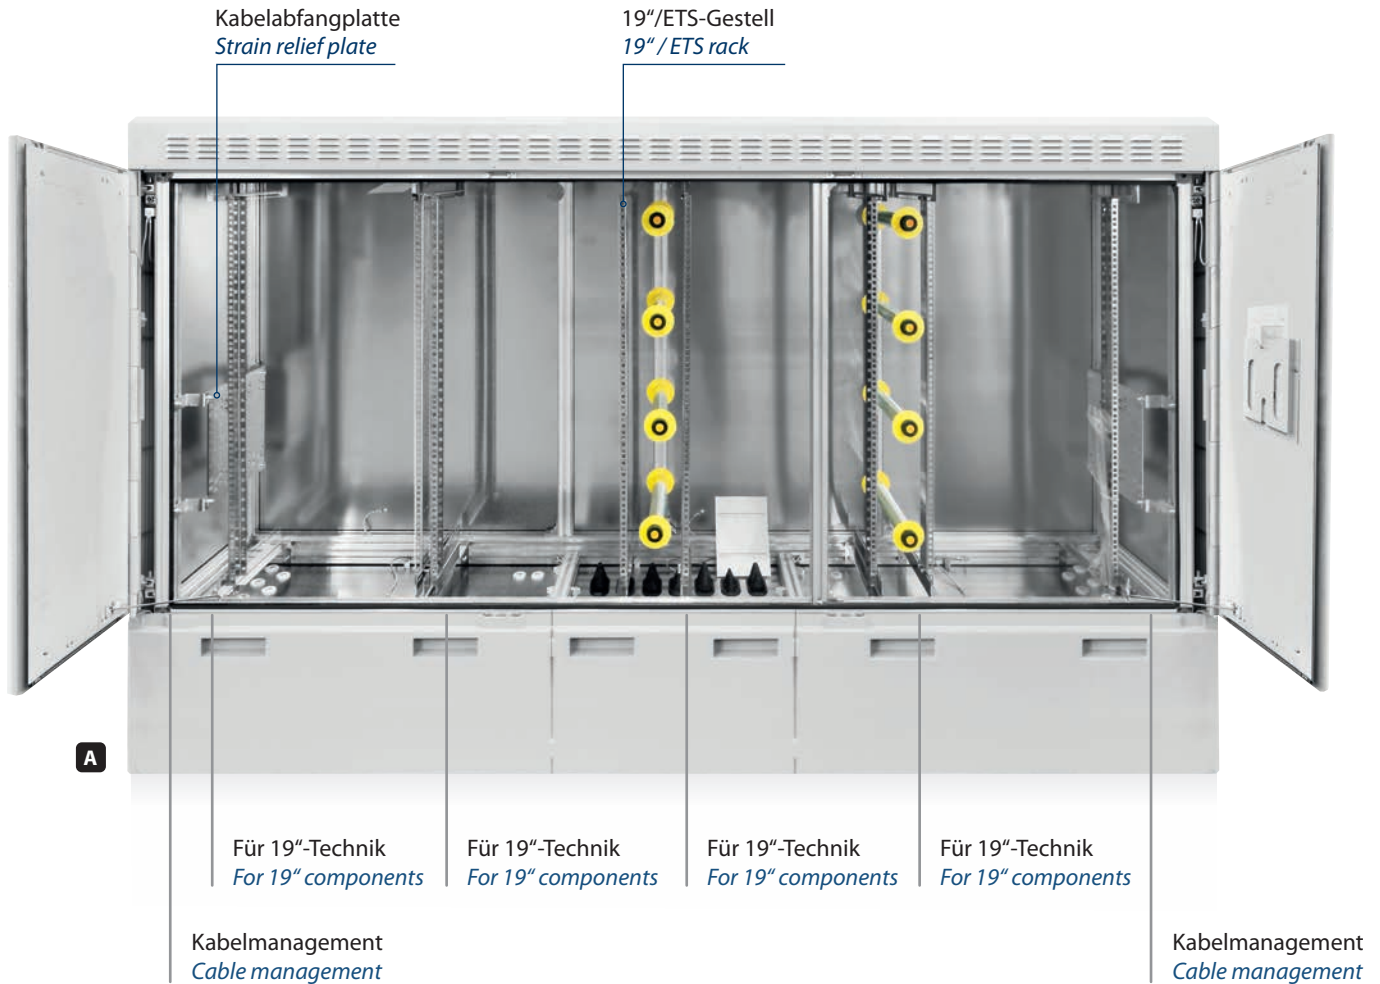 Kabelabfangplatte
Strain relief plate
19“/ETS-Gestell
19“ / ETS rack
A
Für 19“-Technik
For 19“ components
Für 19“-Technik
For 19“ components
Für 19“-Technik
For 19“ components
Für 19“-Technik
For 19“ components
Kabelmanagement
Cable management
Kabelmanagement
Cable management